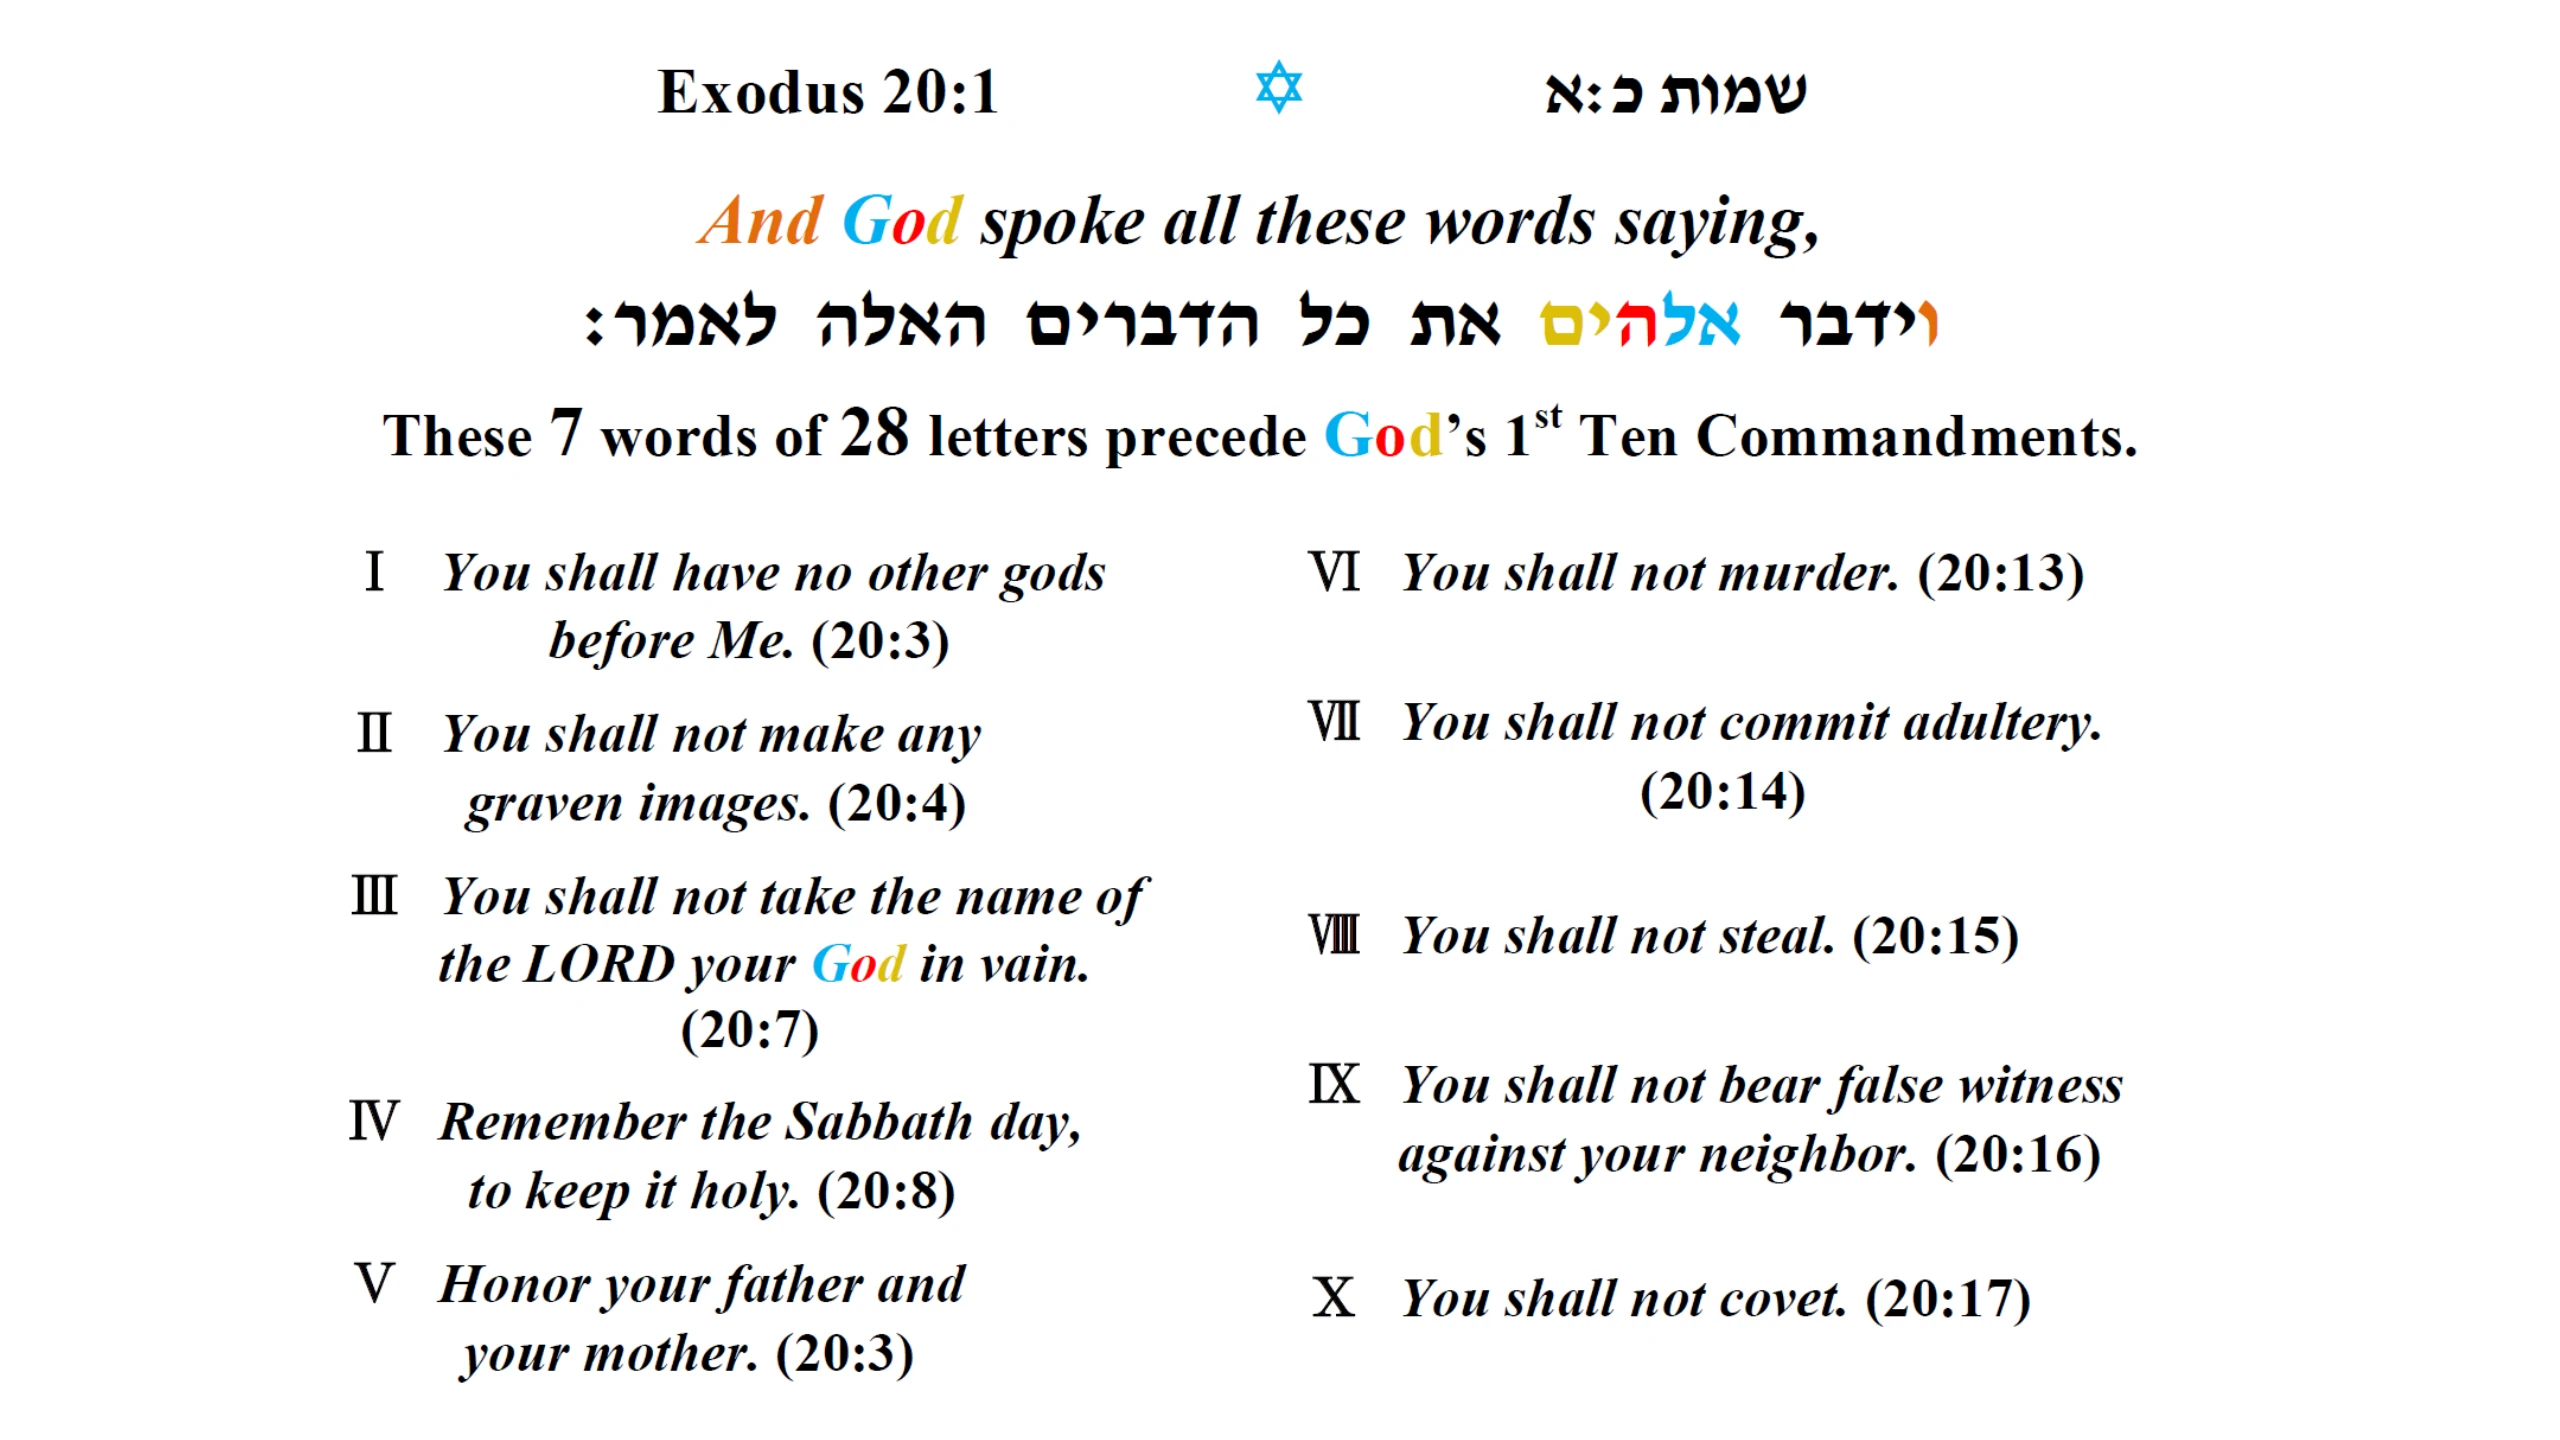 Exodus 20:1 ✡ שמות כ:א
And God spoke all these words saying,
וידבר אלהים את כל הדברים האלה לאמר:
These 7 words of 28 letters precede God’s 1st Ten Commandments.
I You shall have no other gods
before Me. (20:3)
II You shall not make any
graven images. (20:4)
III You shall not take the name of
the LORD your God in vain.
(20:7)
IV Remember the Sabbath day,
to keep it holy. (20:8)
V Honor your father and
your mother. (20:3)
VI You shall not murder. (20:13)
VII You shall not commit adultery.
(20:14)
VIII You shall not steal. (20:15)
IX You shall not bear false witness
against your neighbor. (20:16)
X You shall not covet. (20:17)